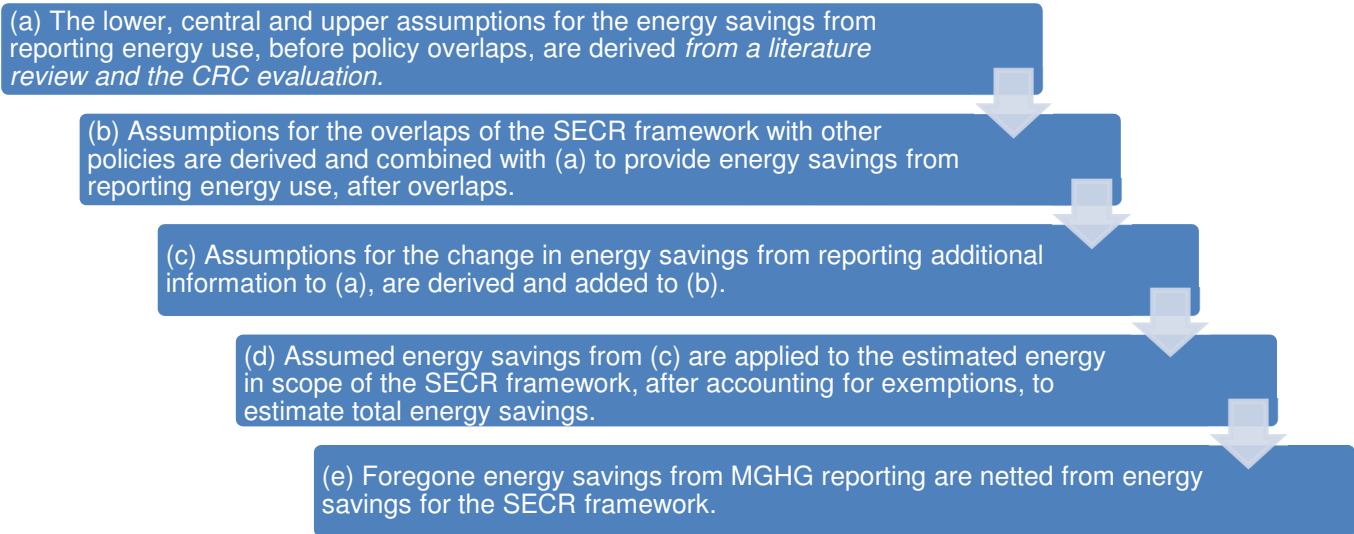 (a) The lower, central and upper assumptions for the energy savings from
reporting energy use, before policy overlaps, are derived from a literature
review and the CRC evaluation.
(b) Assumptions for the overlaps of the SECR framework with other
policies are derived and combined with (a) to provide energy savings from
reporting energy use, after overlaps.
(c) Assumptions for the change in energy savings from reporting additional
information to (a), are derived and added to (b).
(d) Assumed energy savings from (c) are applied to the estimated energy
in scope of the SECR framework, after accounting for exemptions, to
estimate total energy savings.
(e) Foregone energy savings from MGHG reporting are netted from energy
savings for the SECR framework.